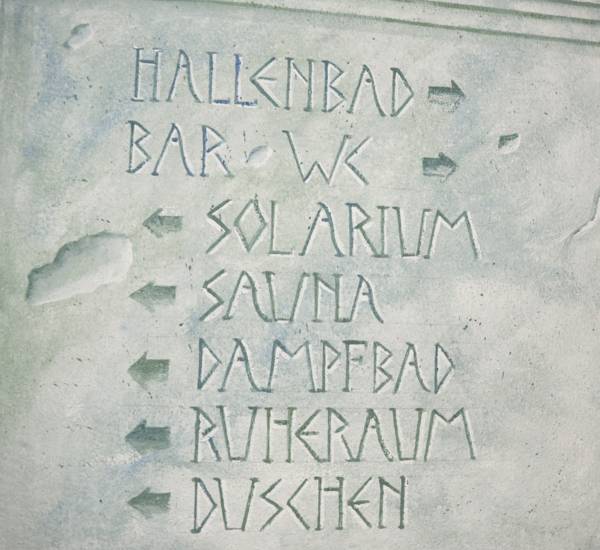 HALLENBAD →
BAR · WC →
← SOLARIUM
← SAUNA
← DAMPFBAD
← RUHERAUM
← DUSCHEN